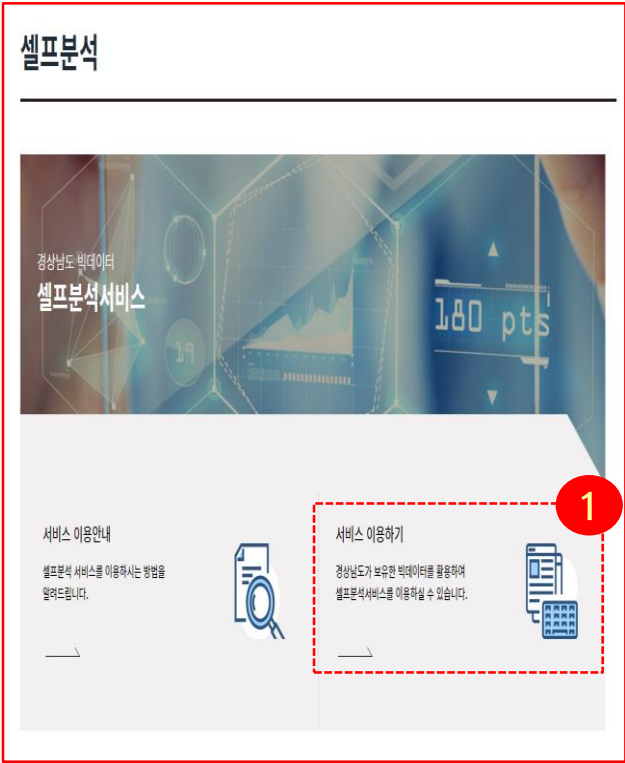 셀프분석
경상남도 빅데이터
셀프분석서비스
180 pts
19
1
서비스 이용안내
셀프분석 서비스를 이용하시는 방법을
알려드립니다.
서비스 이용하기
경상남도가 보유한 빅데이터를 활용하여
셀프분석서비스를 이용하실 수 있습니다.